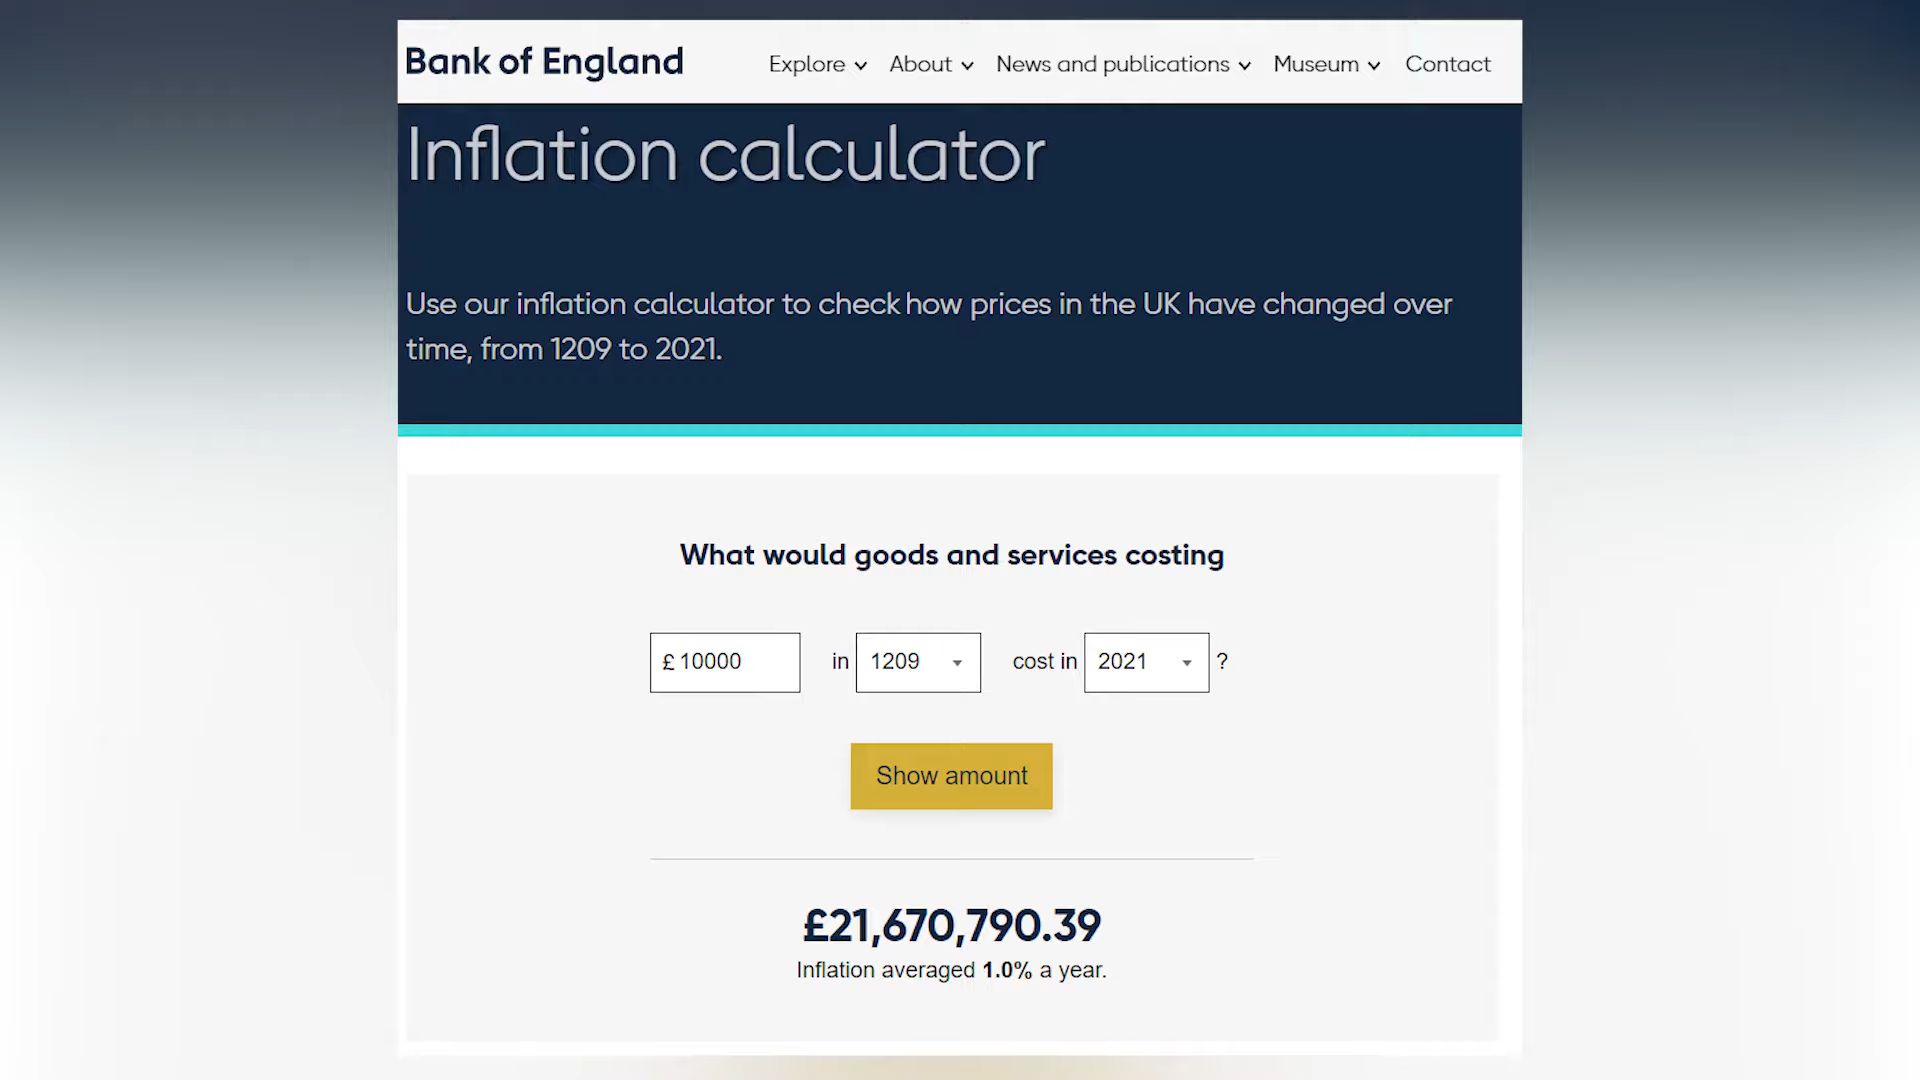 Bank of England
Explore About News and publications Museum Contact
Inflation calculator
Use our inflation calculator to check how prices in the UK have changed over
time, from 1209 to 2021.
What would goods and services costing
£ 10000 in 1209 cost in 2021 ?
Show amount
£21,670,790.39
Inflation averaged 1.0% a year.